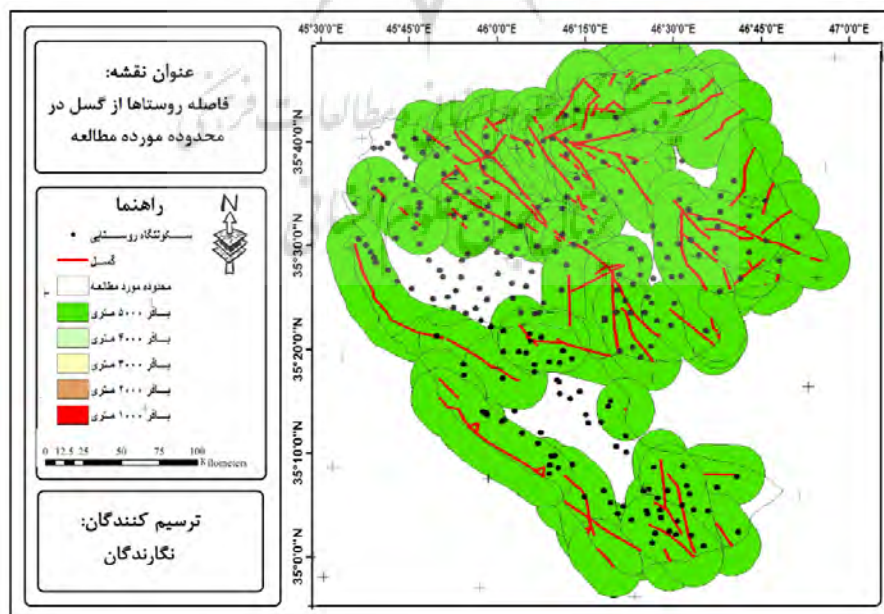 عنوان نقشه:
فاصله روستاها از گسل در
محدوده مورده مطالعه
راهنما
N
سکونتگاه روستایی
گسل
محدوده مورد مطالعه
بافر ۵۰۰۰ متری
بافر ۴۰۰۰ متری
بافر ۳۰۰۰ متری
بافر ۲۰۰۰ متری
بافر ۱۰۰۰ متری
0 12.5 25 50 75 100
Kilometers
ترسیم کنندگان:
نگارندگان
45°30'0"E 45°45'0"E 46°0'0"E 46°15'0"E 46°30'0"E 46°45'0"E 47°0'0"E
35°40'0"N
35°30'0"N
35°20'0"N
35°10'0"N
35°0'0"N